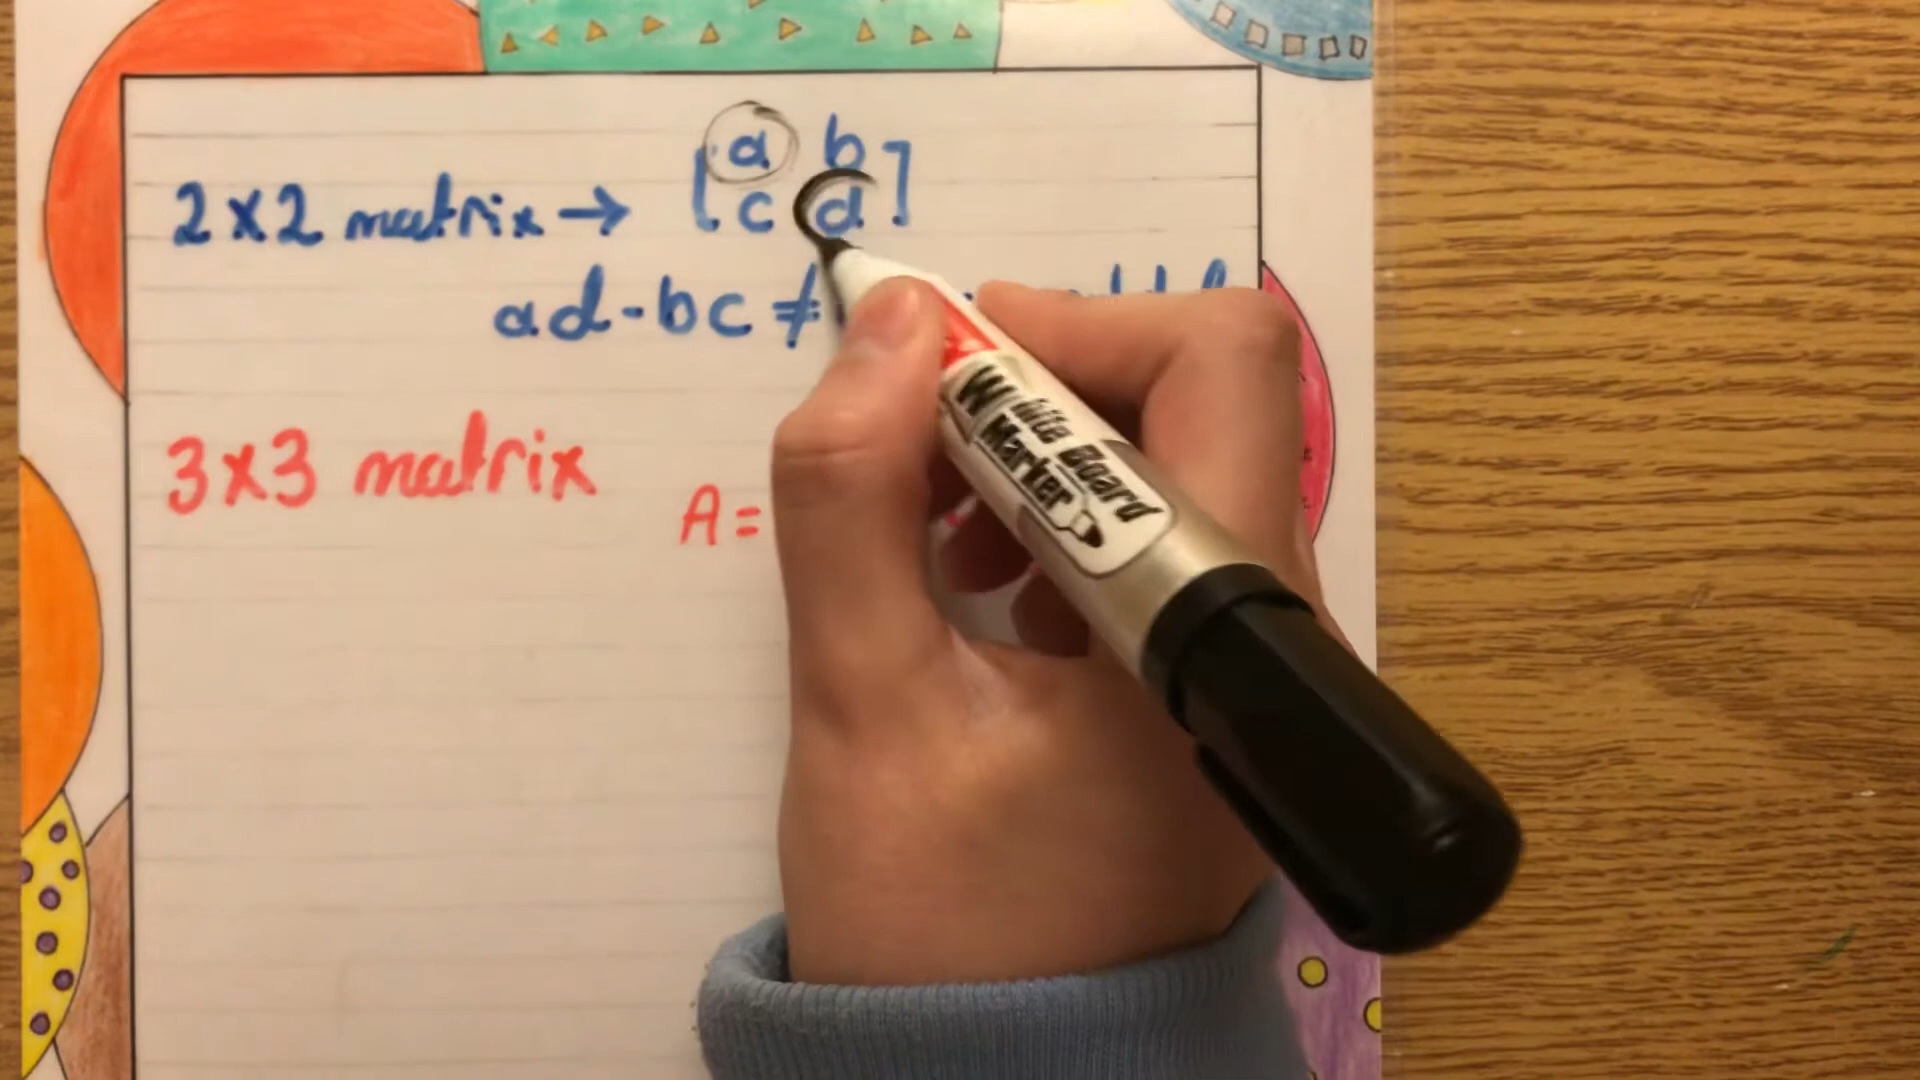 2x2 matrix → [a b
c d]
ad-bc ≠
3x3 matrix
A =
White Board
Marker